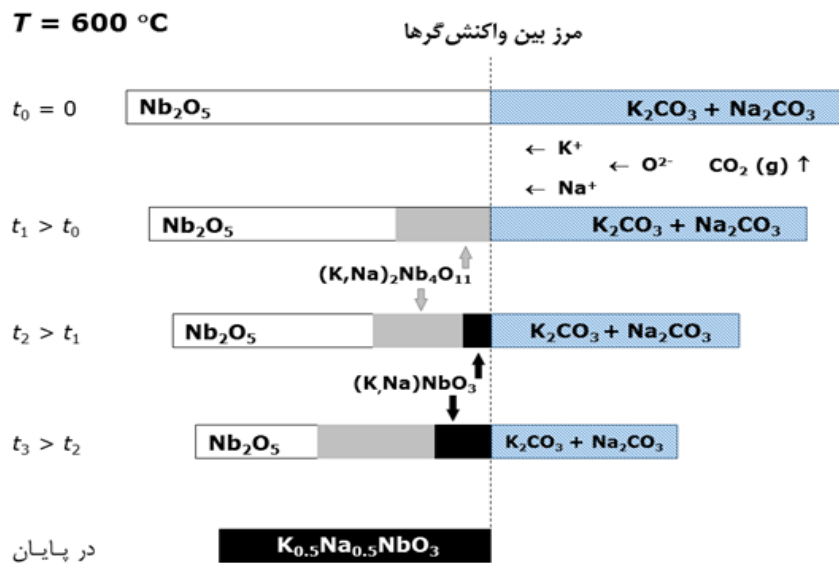 T = 600 °C
مرز بین واکنش‌گرها
t₀ = 0
Nb₂O₅
K₂CO₃ + Na₂CO₃
← K⁺
← O²⁻
CO₂ (g) ↑
← Na⁺
t₁ > t₀
Nb₂O₅
K₂CO₃ + Na₂CO₃
(K,Na)₂Nb₄O₁₁
t₂ > t₁
Nb₂O₅
K₂CO₃ + Na₂CO₃
(K,Na)NbO₃
t₃ > t₂
Nb₂O₅
K₂CO₃ + Na₂CO₃
در پایان
K₀.₅Na₀.₅NbO₃